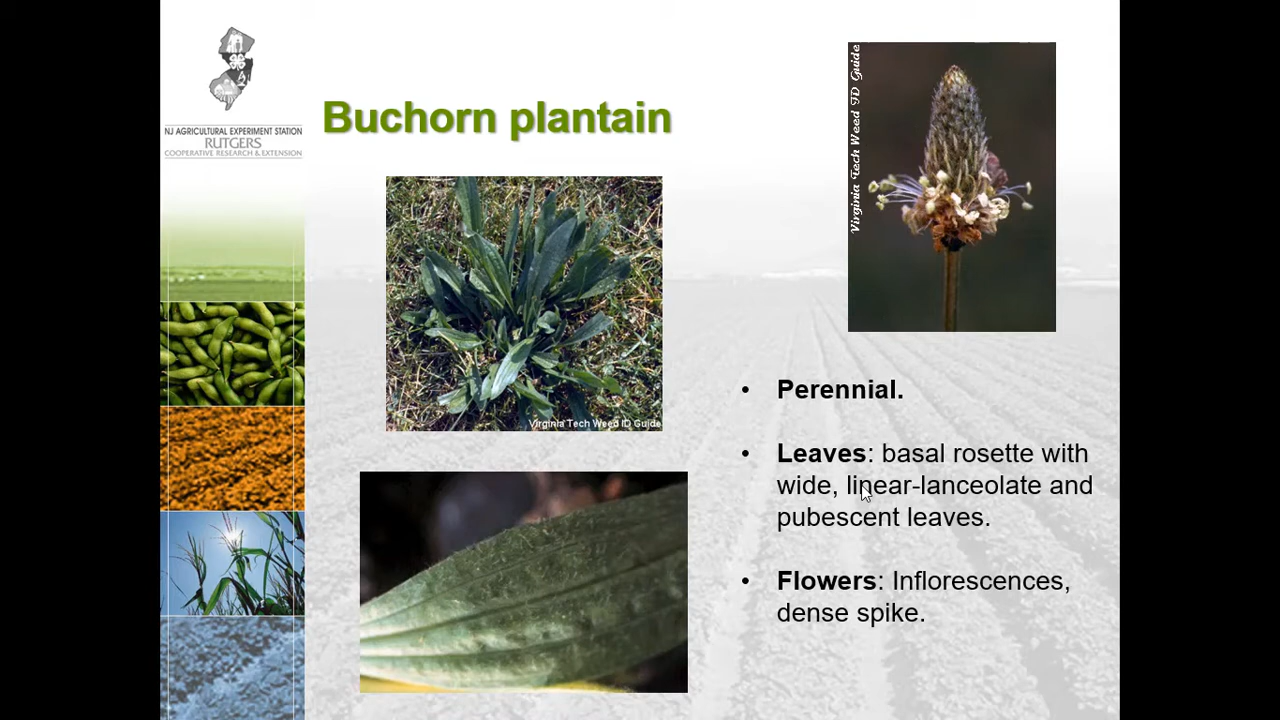 NJ AGRICULTURAL EXPERIMENT STATION
RUTGERS
COOPERATIVE RESEARCH & EXTENSION
Buchorn plantain
Virginia Tech Weed ID Guide
Virginia Tech Weed ID Guide
• Perennial.
• Leaves: basal rosette with
wide, linear-lanceolate and
pubescent leaves.
• Flowers: Inflorescences,
dense spike.